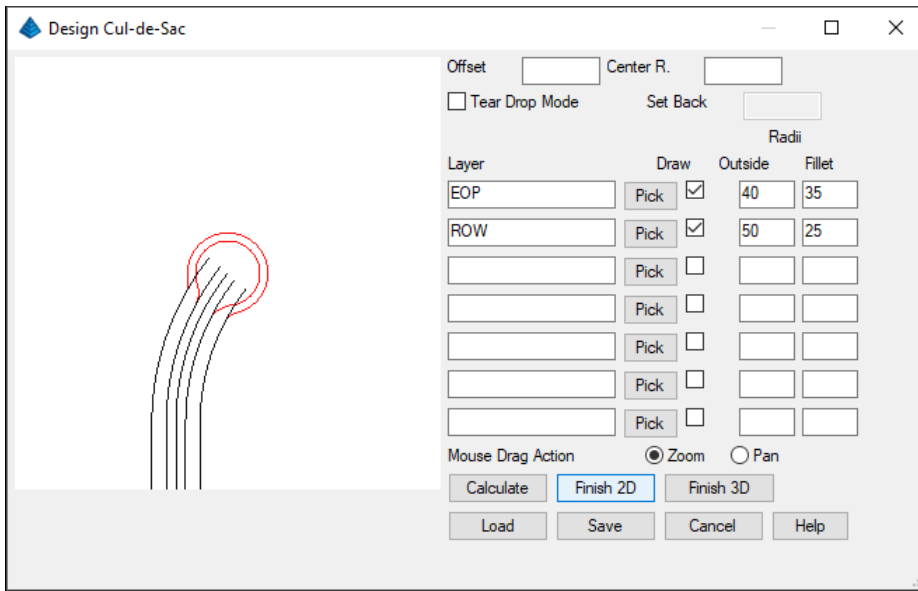 Design Cul-de-Sac
Offset Center R.
Tear Drop Mode Set Back
Radii
Layer Draw Outside Fillet
EOP Pick 40 35
ROW Pick 50 25
Pick
Pick
Pick
Pick
Pick
Mouse Drag Action Zoom Pan
Calculate Finish 2D Finish 3D
Load Save Cancel Help